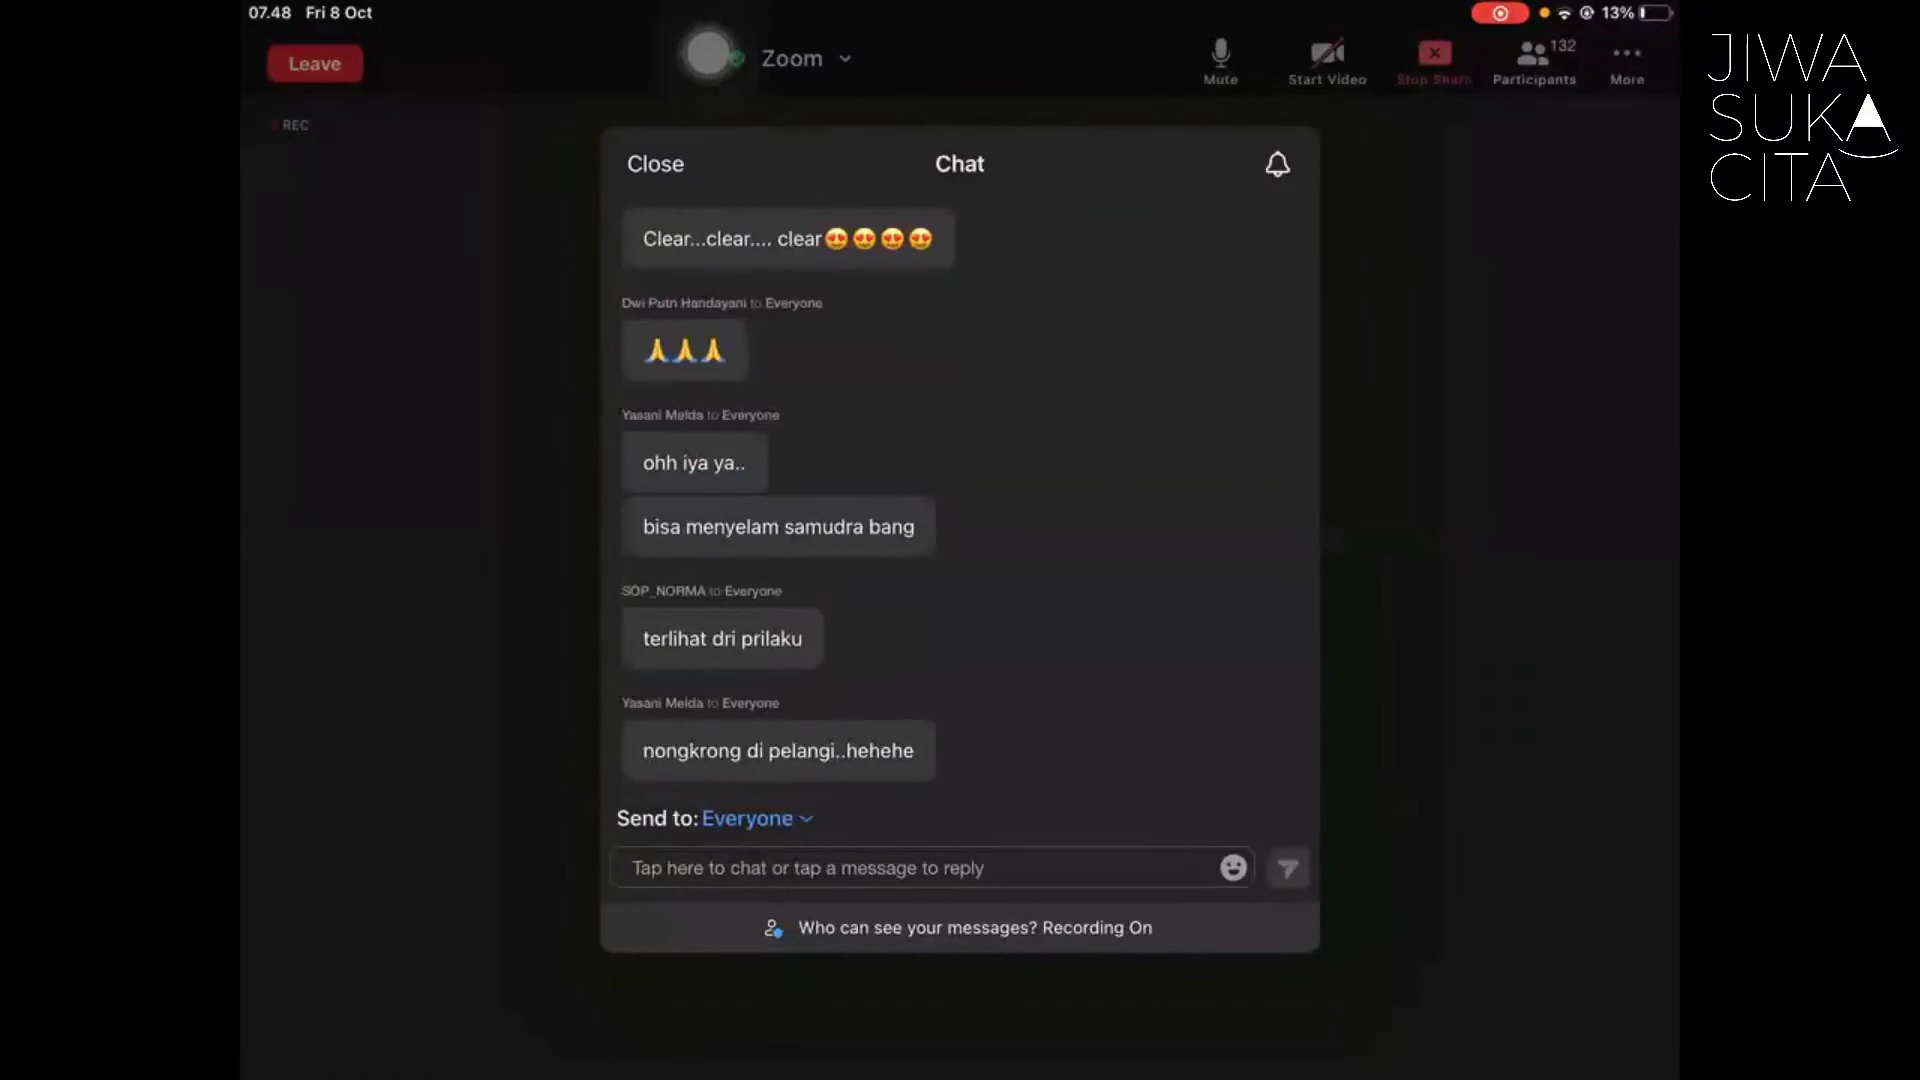 07.48 Fri 8 Oct
13%
Leave
Zoom
Mute
Start Video
Stop Share
Participants
132
More
JIWA
SUKA
CITA
REC
Close
Chat
Clear...clear.... clear😍😍😍😍
Dwi Putri Handayani to Everyone
🙏🙏🙏
Yasani Melda to Everyone
ohh iya ya..
bisa menyelam samudra bang
SOP_NORMA to Everyone
terlihat dri prilaku
Yasani Melda to Everyone
nongkrong di pelangi..hehehe
Send to: Everyone
Tap here to chat or tap a message to reply
Who can see your messages? Recording On